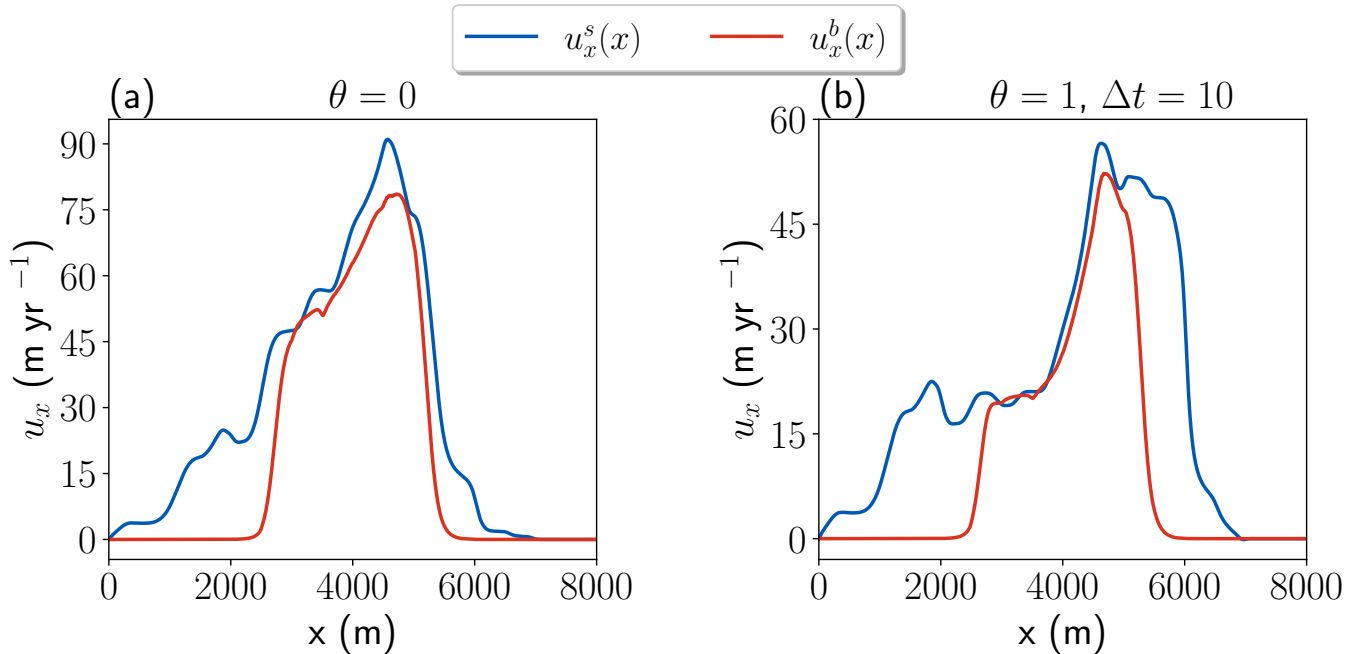 u_x^s(x) u_x^b(x)
(a) θ = 0
90
75
60
45
30
15
0
u_x (m yr ⁻¹)
0 2000 4000 6000 8000
x (m)
(b) θ = 1, Δt = 10
60
45
30
15
0
u_x (m yr ⁻¹)
0 2000 4000 6000 8000
x (m)